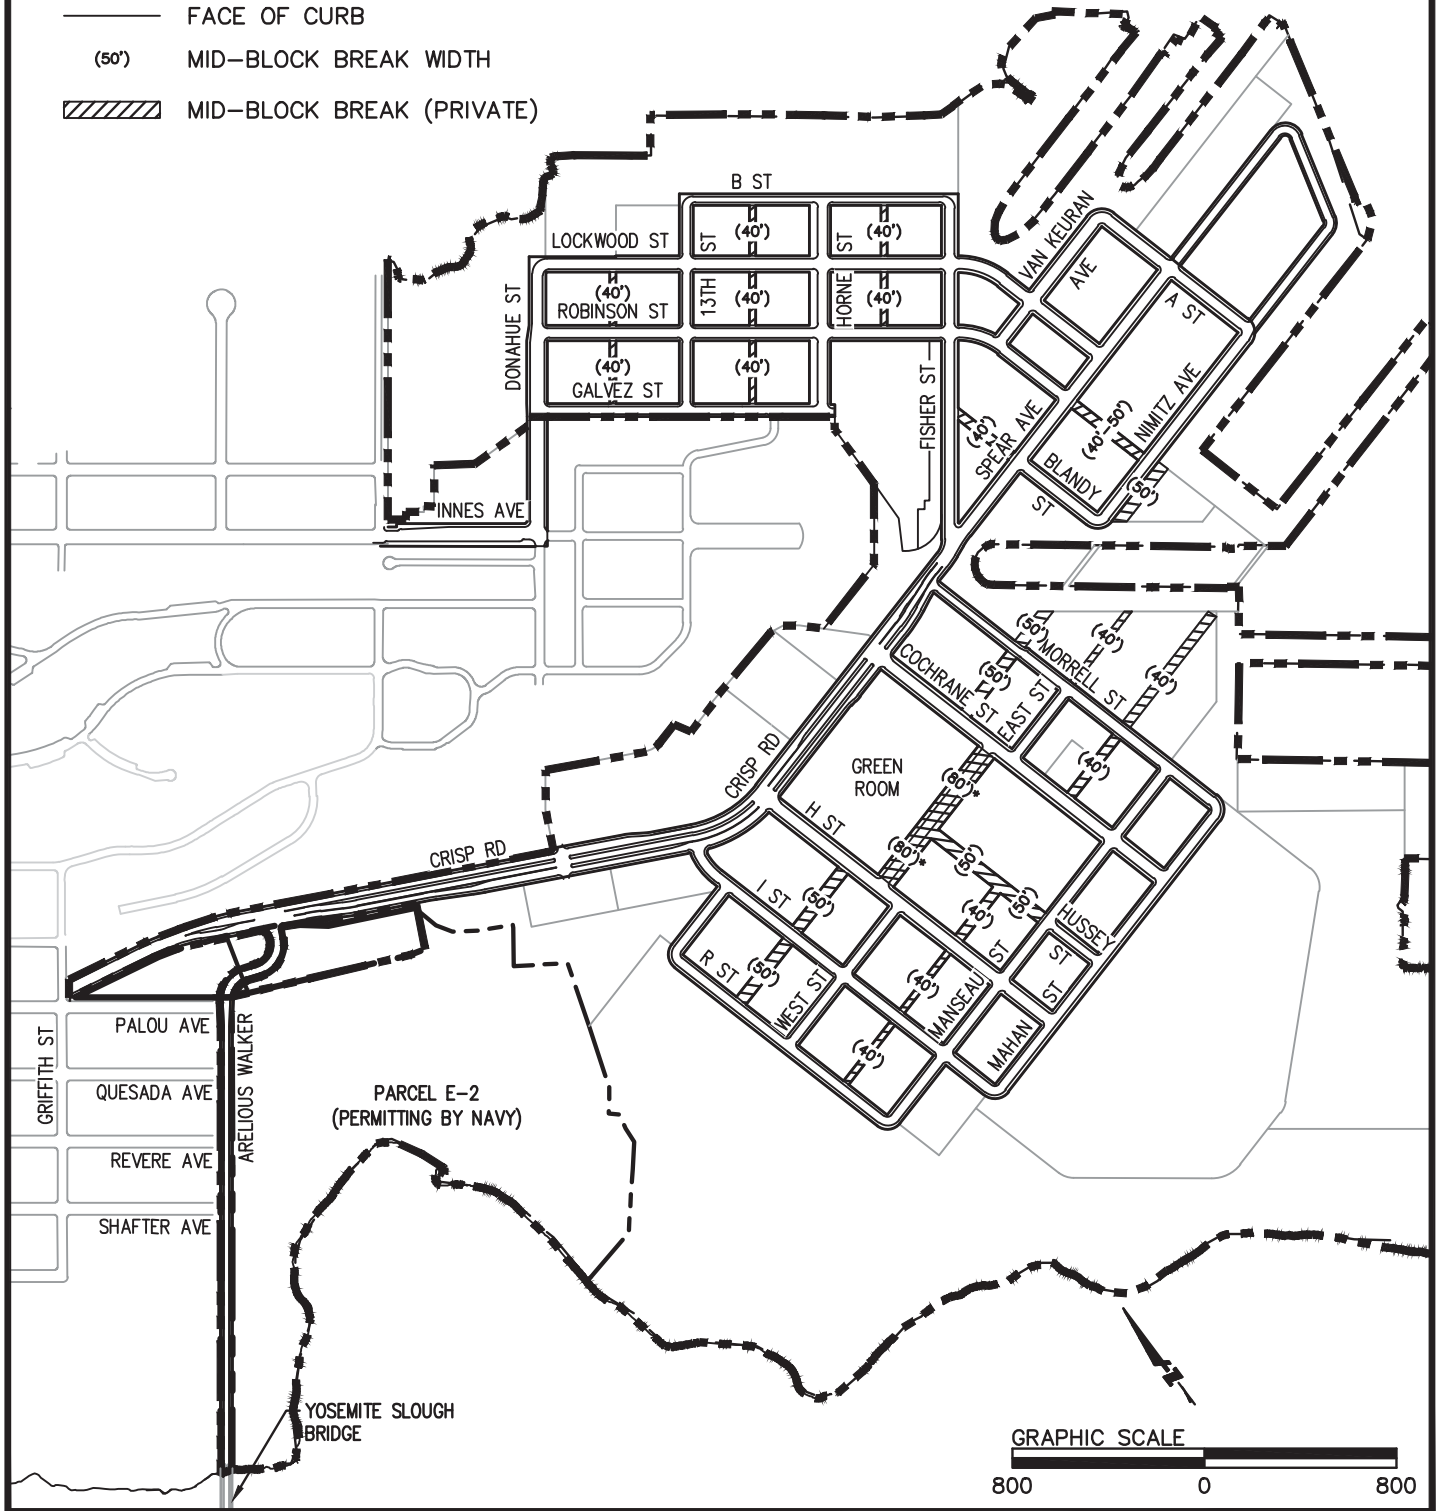 FACE OF CURB
(50') MID-BLOCK BREAK WIDTH
MID-BLOCK BREAK (PRIVATE)
B ST
LOCKWOOD ST
13TH ST
HORNE ST
(40')
(40')
ROBINSON ST
(40')
(40')
(40')
DONAHUE ST
GALVEZ ST
(40')
(40')
FISHER ST
VAN KEURAN AVE
A ST
NIMITZ AVE
SPEAR AVE
(40')
(40'-50')
BLANDY ST
(50')
INNES AVE
(50')
(40')
(40')
MORRELL ST
COCHRANE ST
(50')
EAST ST
(40')
CRISP RD
GREEN
ROOM
(80')*
(80')*
H ST
(50')
(50')
(40')
CRISP RD
I ST
(50')
HUSSEY ST
R ST
(50')
WEST ST
(40')
MANSEAU ST
(40')
MAHAN ST
GRIFFITH ST
PALOU AVE
QUESADA AVE
REVERE AVE
SHAFTER AVE
ARELIOUS WALKER
PARCEL E-2
(PERMITTING BY NAVY)
YOSEMITE SLOUGH
BRIDGE
N
GRAPHIC SCALE
800 0 800